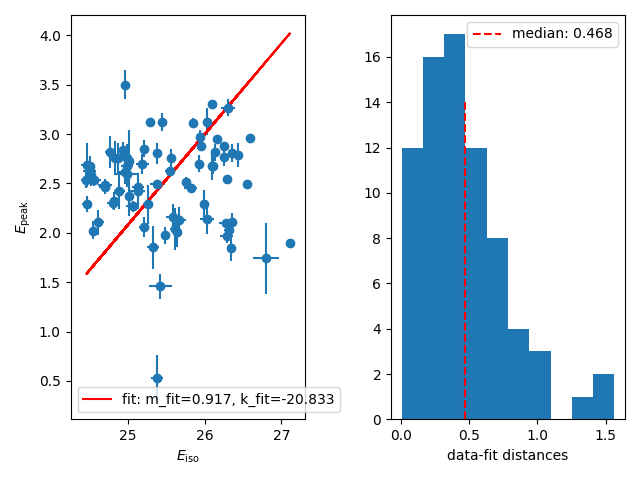 4.0
3.5
3.0
2.5
2.0
1.5
1.0
0.5
E_peak
fit: m_fit=0.917, k_fit=-20.833
25 26 27
E_iso
16
14
12
10
8
6
4
2
0
median: 0.468
0.0 0.5 1.0 1.5
data-fit distances